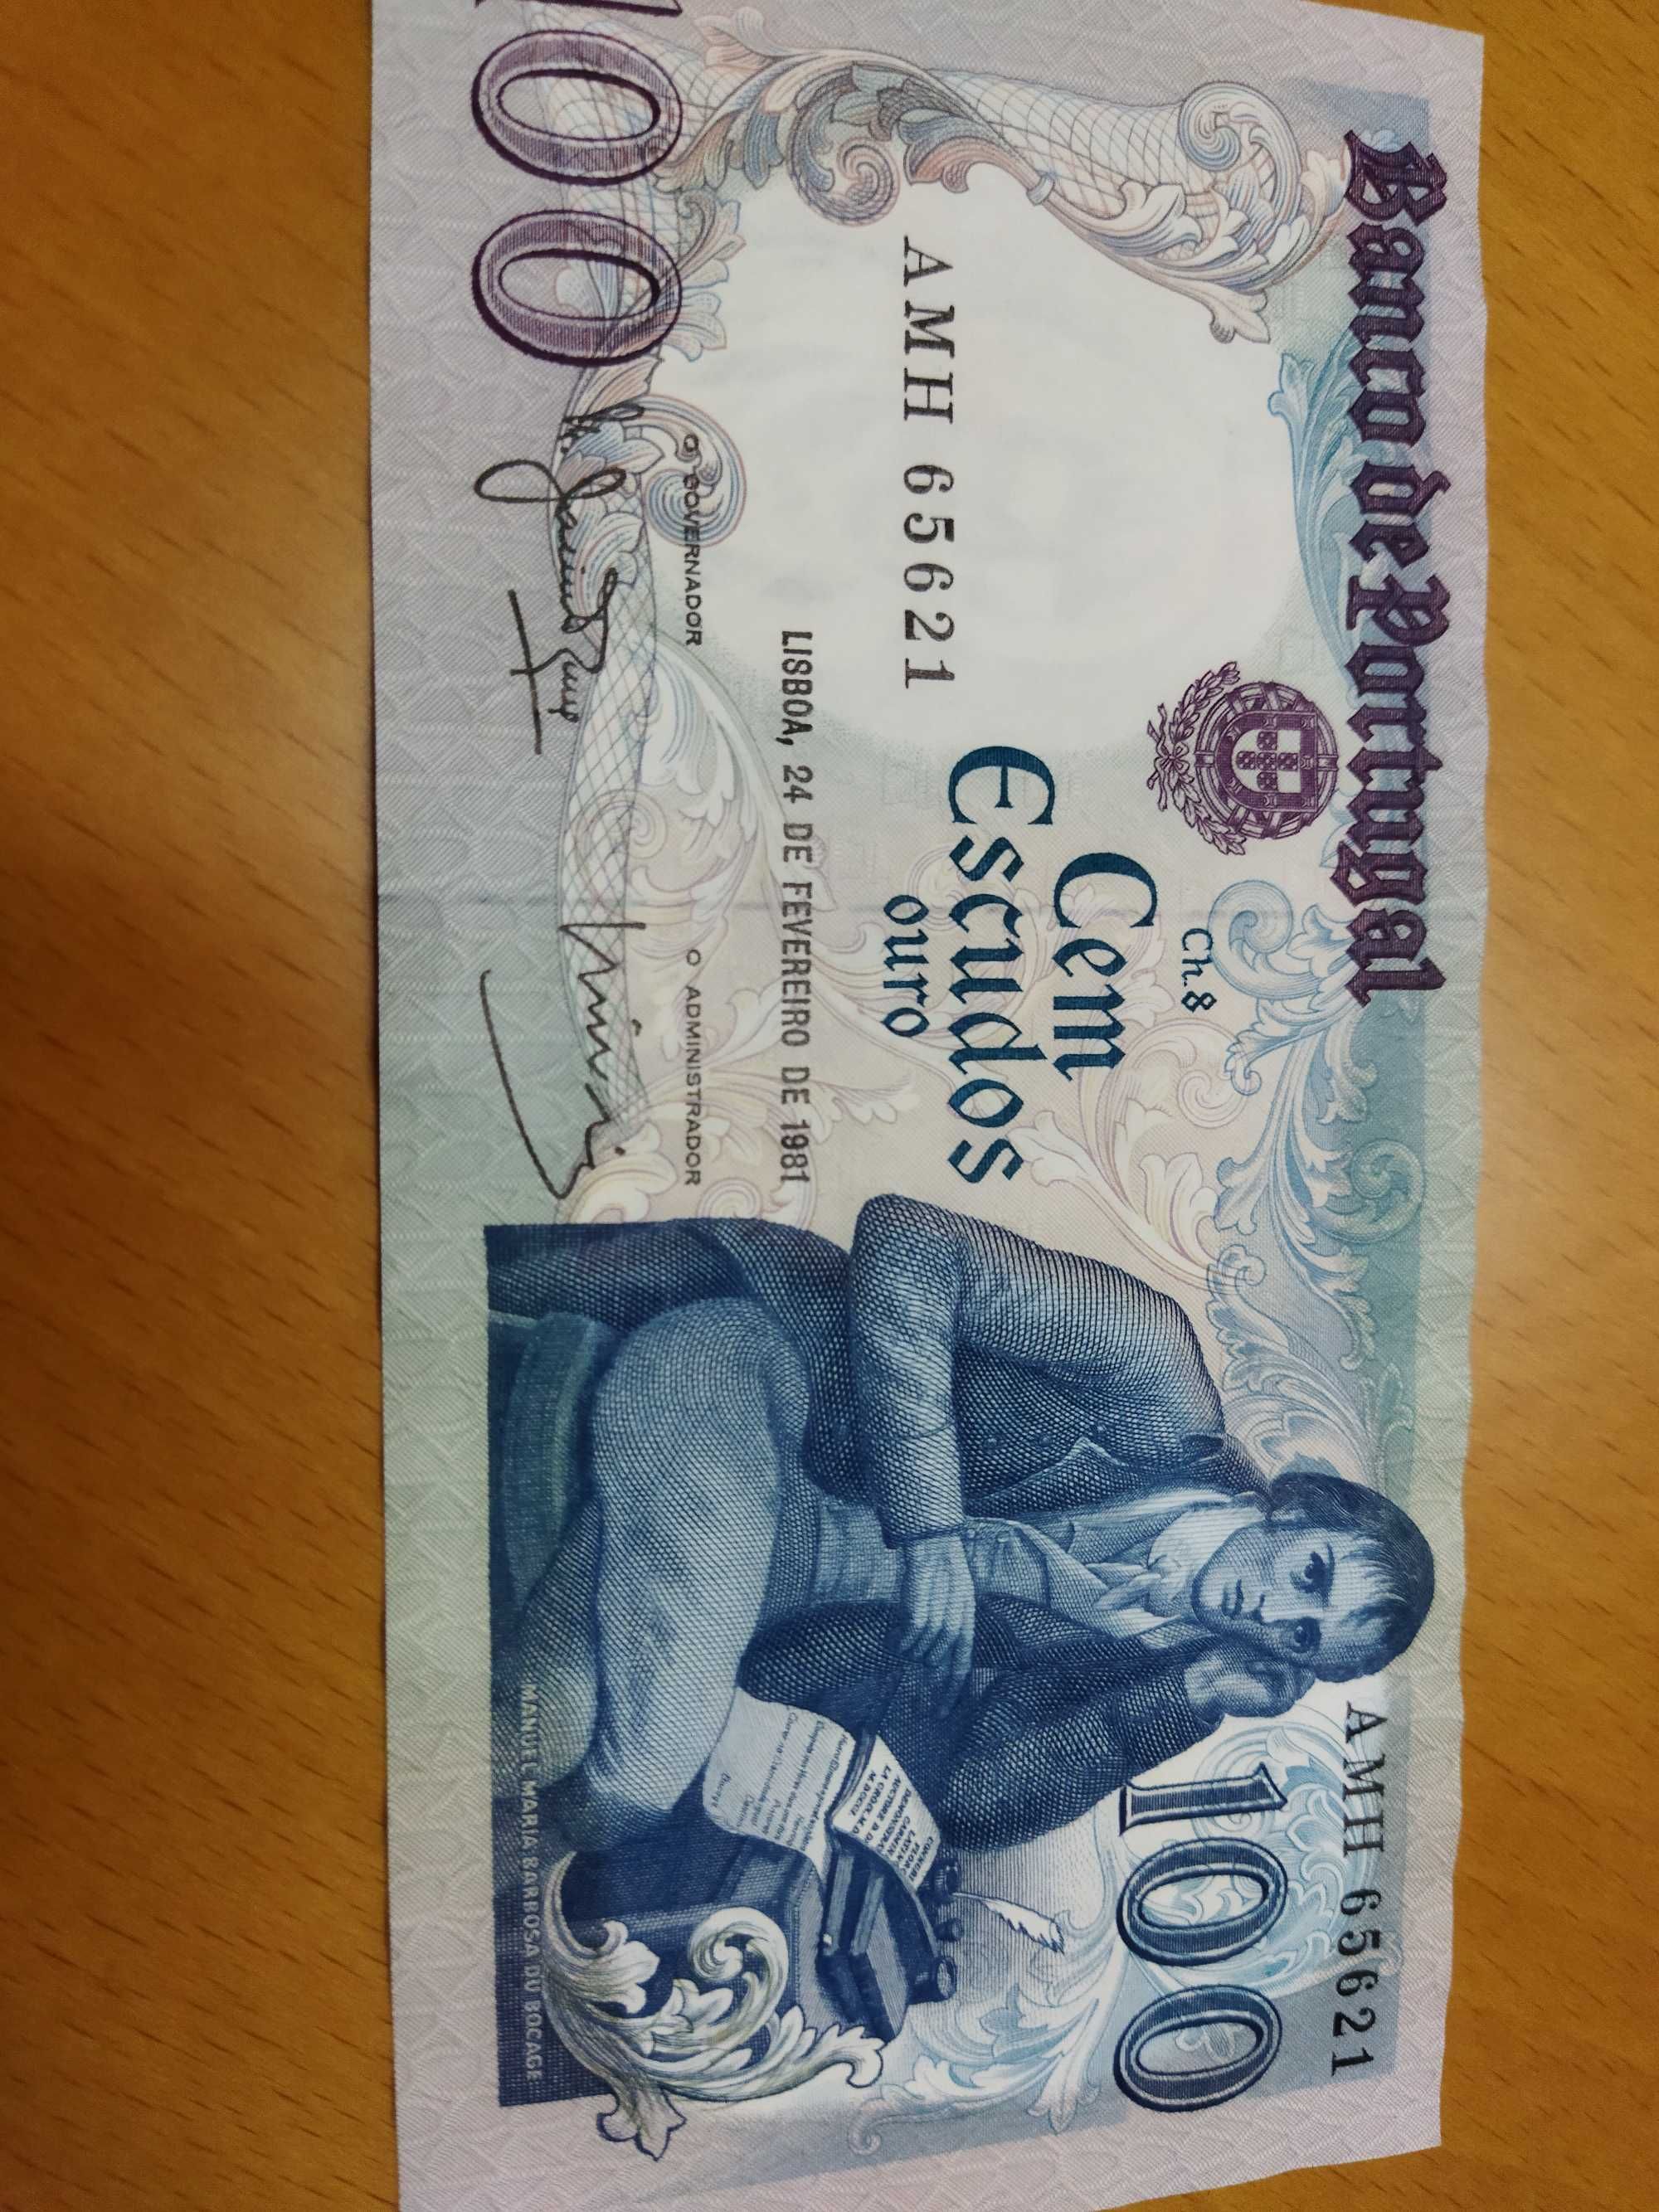 Banco de Portugal
AMH 65621
Ch.8
100
Cem
Escudos
ouro
AMH 65621
LISBOA, 24 DE FEVEREIRO DE 1981
O GOVERNADOR
O ADMINISTRADOR
100
MANUEL MARIA BARBOSA DU BOCAGE